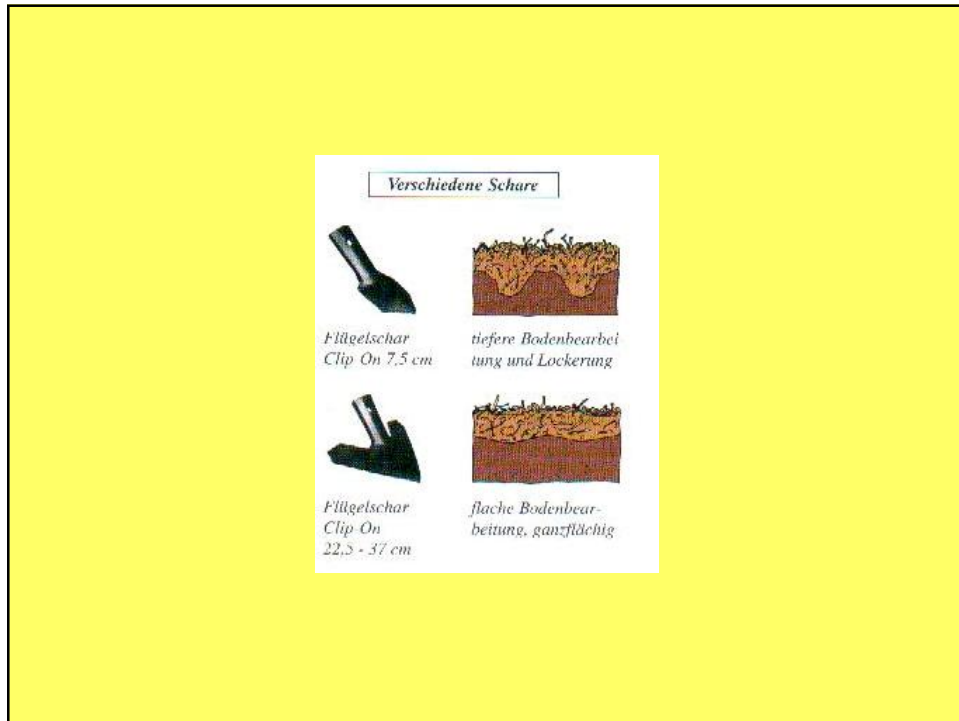 Verschiedene Schare
Flügelschar
Clip On 7,5 cm
tiefere Bodenbearbei
tung und Lockerung
Flügelschar
Clip-On
22,5 - 37 cm
flache Bodenbear-
beitung, ganzflächig